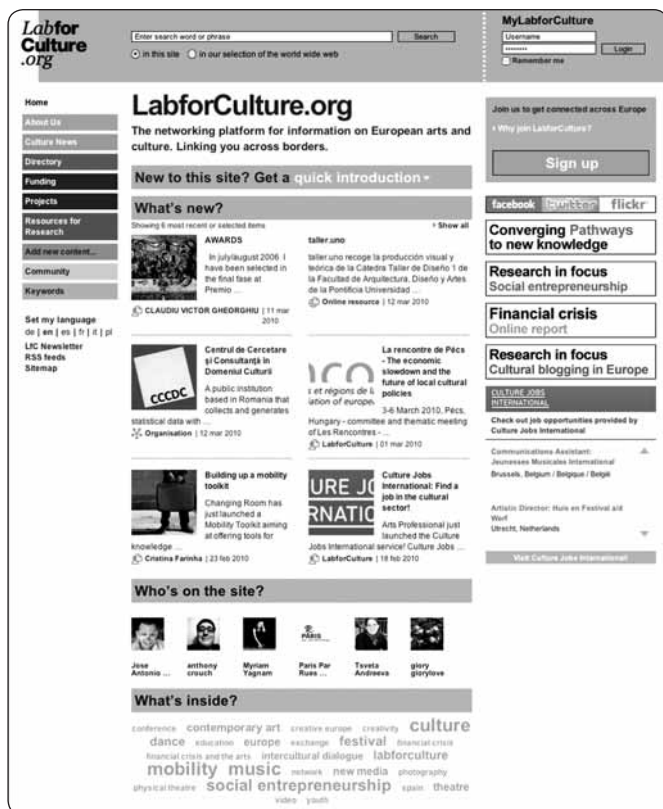 Labfor
Culture
.org
Enter search word or phrase
Search
in this site
in our selection of the world wide web
MyLabforCulture
Username
Login
Remember me
Home
About Us
Culture News
Directory
Funding
Projects
Resources for
Research
Add new content...
Community
Keywords
Set my language
de | en | es | fr | it | pl
LfC Newsletter
RSS feeds
Sitemap
LabforCulture.org
The networking platform for information on European arts and
culture. Linking you across borders.
New to this site? Get a quick introduction
What's new?
Showing 6 most recent or selected items
Show all
AWARDS
In july/august 2006 I
have been selected in
the final fase at
Premio ...
CLAUDIU VICTOR GHEORGHIU | 11 mar
2010
taller.uno
taller.uno recoge la producción visual y
teórica de la Cátedra Taller de Diseño 1 de
la Facultad de Arquitectura, Diseño y Artes
de la Pontificia Universidad ...
Online resource | 12 mar 2010
CCCDC
Centrul de Cercetare
şi Consultanţă în
Domeniul Culturii
A public institution
based in Romania that
collects and generates
statistical data with ...
Organisation | 12 mar 2010
s et régions de la
ation of europe
La rencontre de Pécs
- The economic
slowdown and the
future of local cultural
policies
3-6 March 2010, Pécs,
Hungary - committee and thematic meeting
of Les Rencontres - ...
LabforCulture | 01 mar 2010
Building up a mobility
toolkit
Changing Room has
just launched a
Mobility Toolkit aiming
at offering tools for
knowledge ...
Cristina Farinha | 23 feb 2010
URE JO
ERNATIO
Culture Jobs
International: Find a
job in the cultural
sector!
Arts Professional just
launched the Culture
Jobs International service! Culture Jobs ...
LabforCulture | 18 feb 2010
Who's on the site?
PARIS
Jose
Antonio ...
anthony
crouch
Myriam
Yagnam
Paris Par
Rues ...
Tsveta
Andreeva
glory
glorylove
What's inside?
conference contemporary art creative europe creativity culture
dance education europe exchange festival financial crisis
financial crisis and the arts intercultural dialogue labforculture
mobility music network new media photography
physical theatre social entrepreneurship spain theatre
video youth
Join us to get connected across Europe
Why join LabforCulture?
Sign up
facebook twitter flickr
Converging Pathways
to new knowledge
Research in focus
Social entrepreneurship
Financial crisis
Online report
Research in focus
Cultural blogging in Europe
CULTURE JOBS
INTERNATIONAL
Check out job opportunities provided by
Culture Jobs International
Communications Assistant:
Jeunesses Musicales International
Brussels, Belgium / Belgique / België
Artistic Director: Huis en Festival a/d
Werf
Utrecht, Netherlands
Visit Culture Jobs International